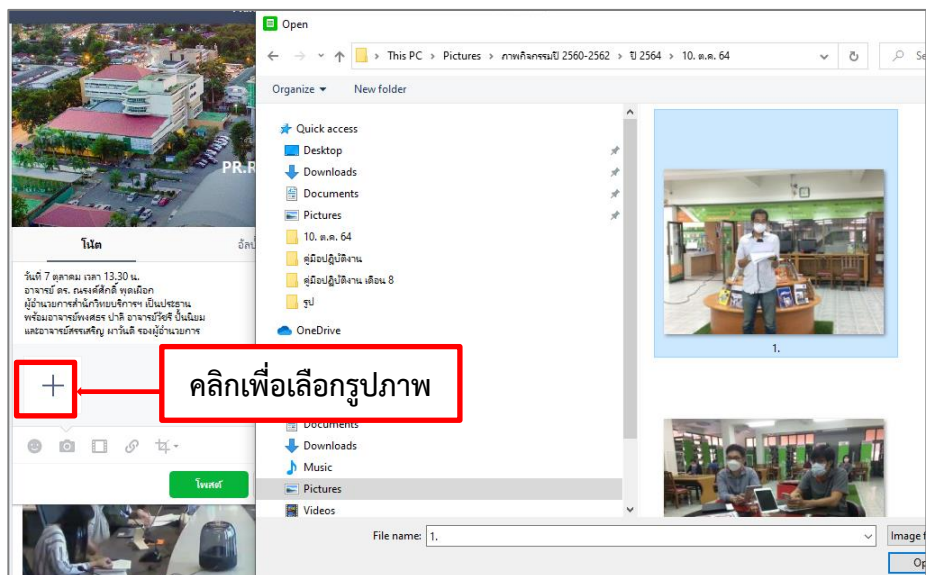 Open
This PC > Pictures > ภาพกิจกรรมปี 2560-2562 > ปี 2564 > 10. ต.ค. 64
Organize
New folder
Quick access
Desktop
Downloads
Documents
Pictures
10. ต.ค. 64
คู่มือปฏิบัติงาน
คู่มือปฏิบัติงาน เดือน 8
รูป
OneDrive
Documents
Downloads
Music
Pictures
Videos
1.
File name: 1.
Image f
Op
PR.R
โน้ต
วันที่ 7 ตุลาคม เวลา 13.30 น.
อาจารย์ ดร. ณรงค์ศักดิ์ พุดเผือก
ผู้อำนวยการสำนักวิทยบริการฯ เป็นประธาน
พร้อมอาจารย์พงศธร ปาลี อาจารย์วัชรี ปั้นนิยม
และอาจารย์สรรเสริญ ผาวันดี รองผู้อำนวยการ
คลิกเพื่อเลือกรูปภาพ
โพสต์